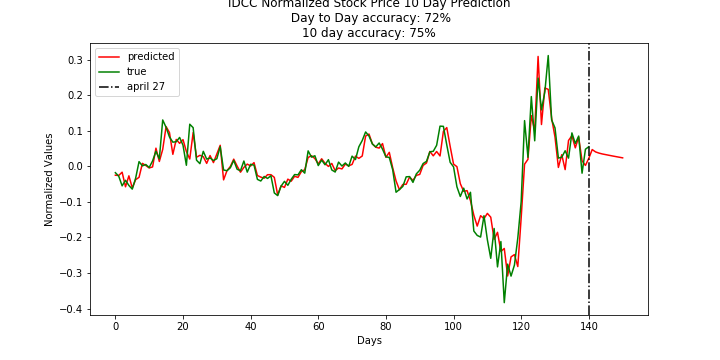 IDCC Normalized Stock Price 10 Day Prediction
Day to Day accuracy: 72%
10 day accuracy: 75%
predicted
true
april 27
Normalized Values
0.3
0.2
0.1
0.0
−0.1
−0.2
−0.3
−0.4
0 20 40 60 80 100 120 140
Days